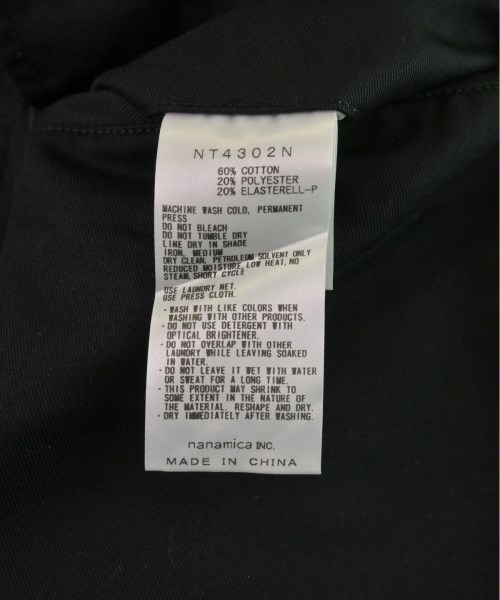 NT4302N
60% COTTON
20% POLYESTER
20% ELASTERELL-P
MACHINE WASH COLD, PERMANENT
PRESS
DO NOT BLEACH
DO NOT TUMBLE DRY
LINE DRY IN SHADE
IRON, MEDIUM
DRY CLEAN, PETROLEUM SOLVENT ONLY
REDUCED MOISTURE, LOW HEAT, NO
STEAM, SHORT CYCLE
USE LAUNDRY NET.
USE PRESS CLOTH.
・WASH WITH LIKE COLORS WHEN
WASHING WITH OTHER PRODUCTS.
・DO NOT USE DETERGENT WITH
OPTICAL BRIGHTENER.
・DO NOT OVERLAP WITH OTHER
LAUNDRY WHILE LEAVING SOAKED
IN WATER.
・DO NOT LEAVE IT WET WITH WATER
OR SWEAT FOR A LONG TIME.
・THIS PRODUCT MAY SHRINK TO
SOME EXTENT IN THE NATURE OF
THE MATERIAL. RESHAPE AND DRY.
・DRY IMMEDIATELY AFTER WASHING.
nanamica INC.
MADE IN CHINA